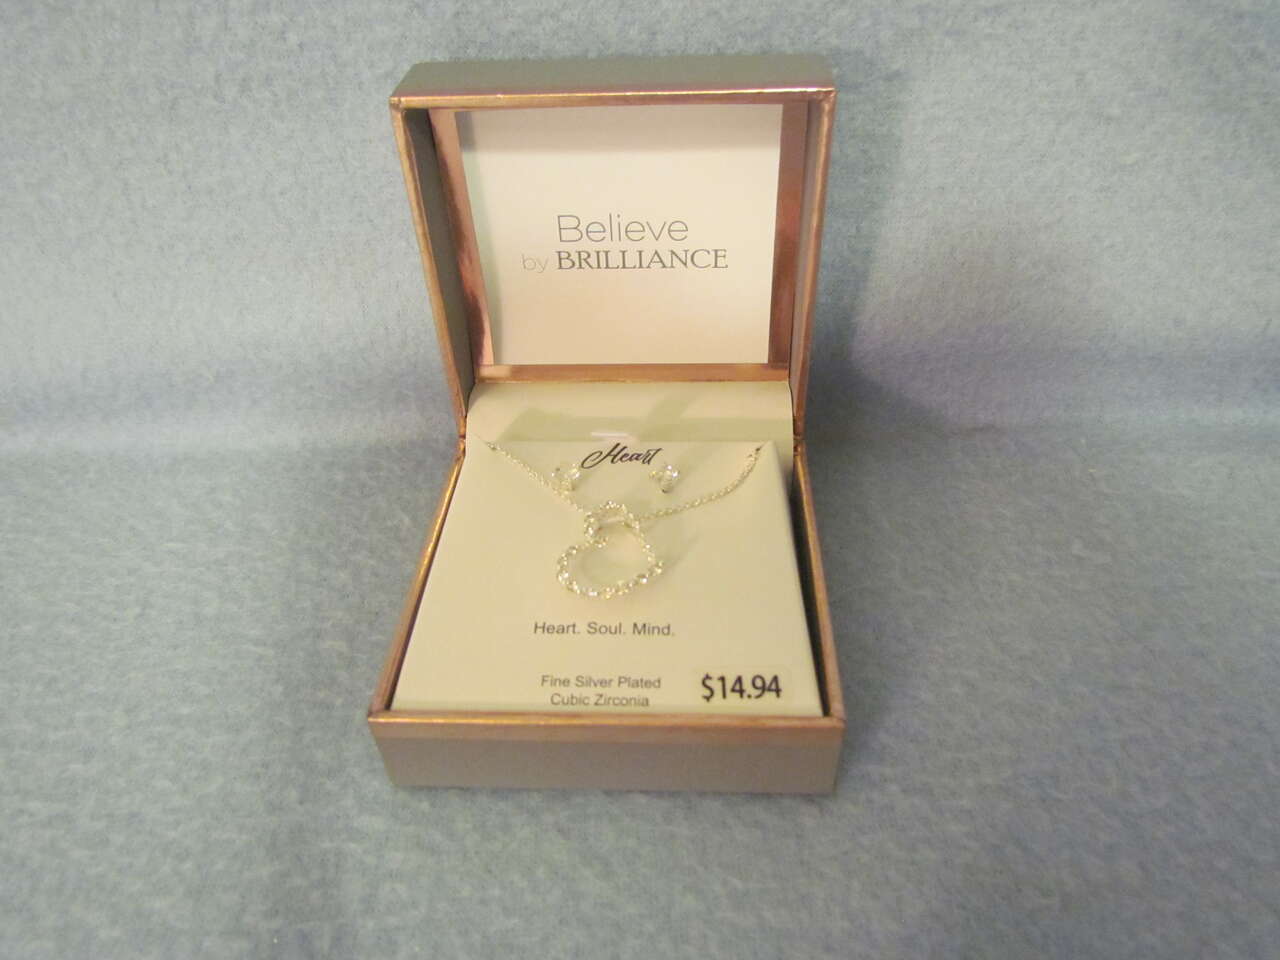 Believe
by BRILLIANCE
Heart
Heart. Soul. Mind.
Fine Silver Plated
Cubic Zirconia
$14.94